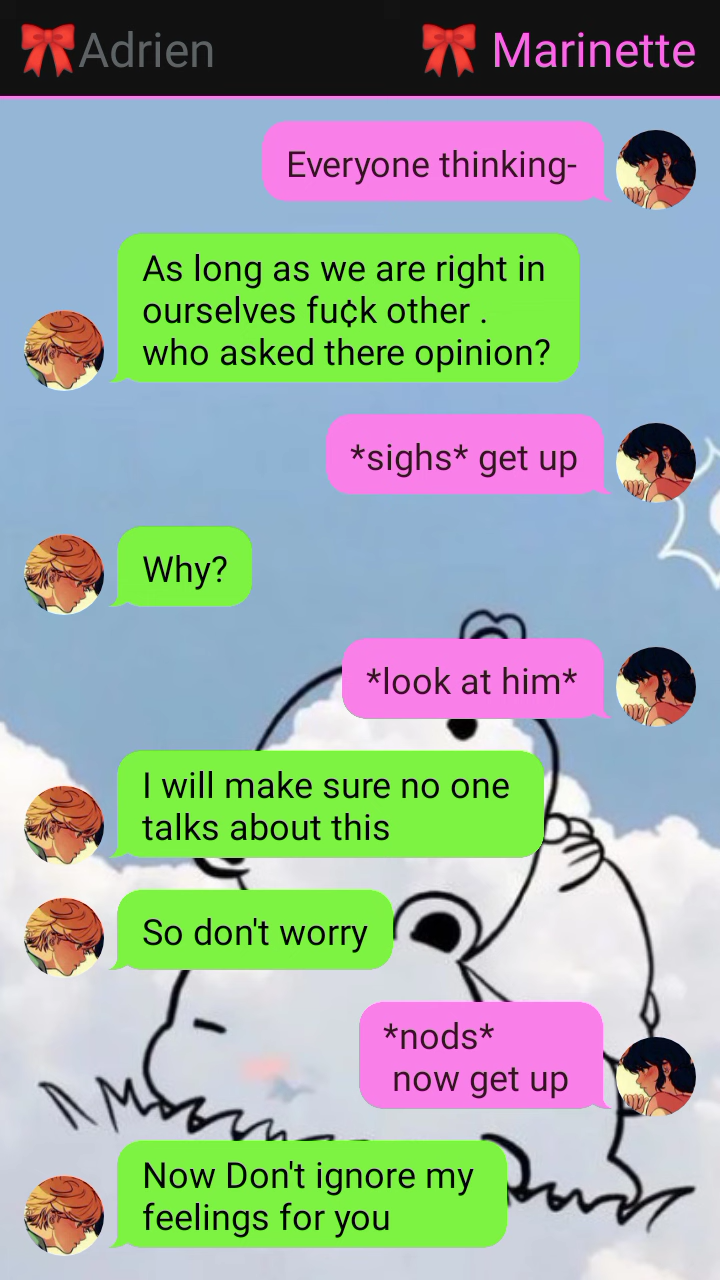 🎀Adrien
🎀 Marinette
Everyone thinking-
As long as we are right in
ourselves fu¢k other .
who asked there opinion?
*sighs* get up
Why?
*look at him*
I will make sure no one
talks about this
So don't worry
*nods*
now get up
Now Don't ignore my
feelings for you